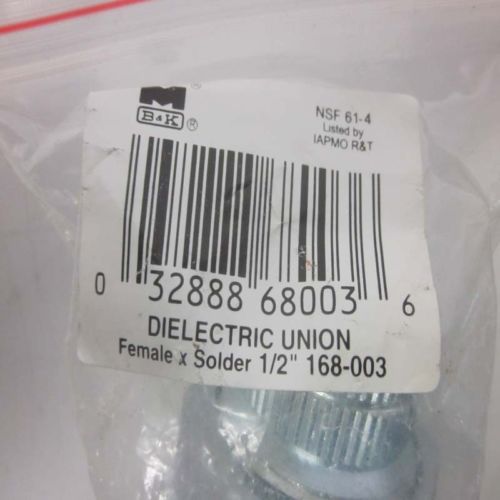 M ®
B&K ®
NSF 61-4
Listed by
IAPMO R&T
0 32888 68003 6
DIELECTRIC UNION
Female x Solder 1/2" 168-003